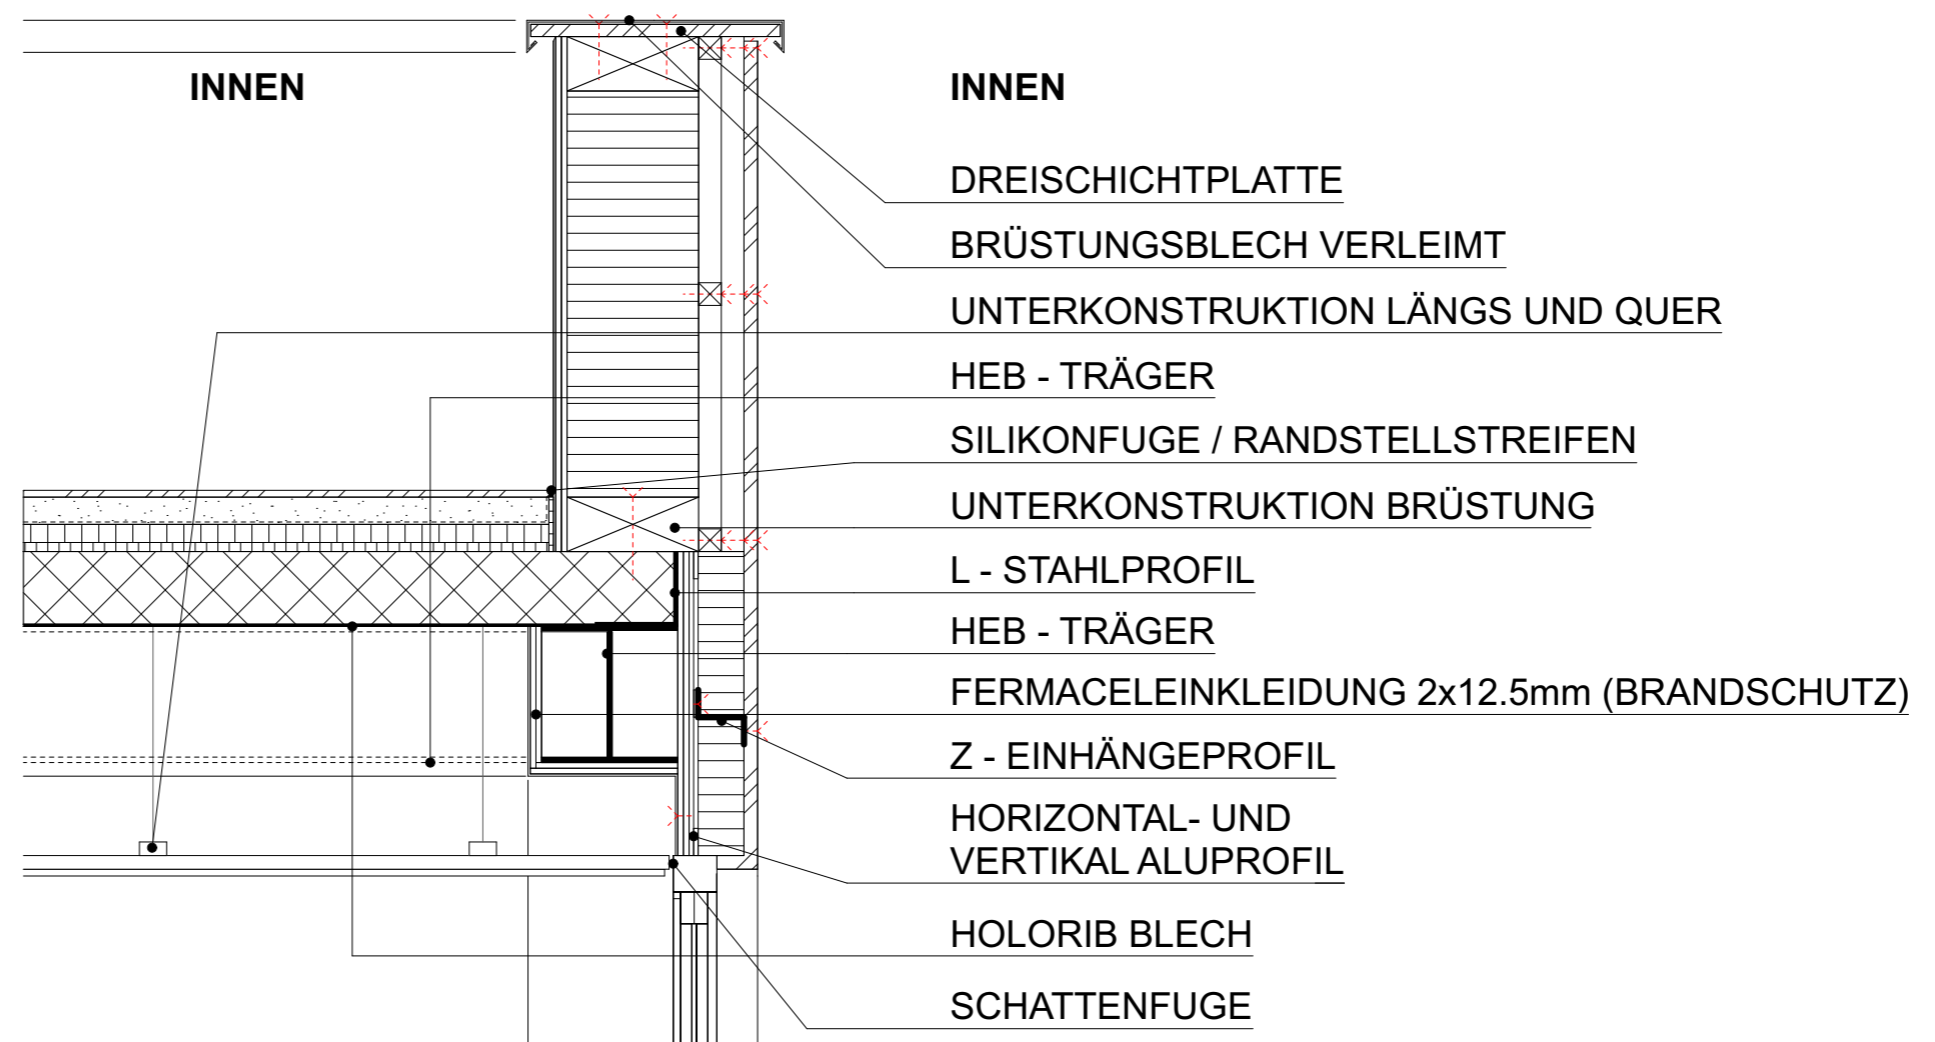 INNEN
INNEN
DREISCHICHTPLATTE
BRÜSTUNGSBLECH VERLEIMT
UNTERKONSTRUKTION LÄNGS UND QUER
HEB - TRÄGER
SILIKONFUGE / RANDSTELLSTREIFEN
UNTERKONSTRUKTION BRÜSTUNG
L - STAHLPROFIL
HEB - TRÄGER
FERMACELEINKLEIDUNG 2x12.5mm (BRANDSCHUTZ)
Z - EINHÄNGEPROFIL
HORIZONTAL- UND
VERTIKAL ALUPROFIL
HOLORIB BLECH
SCHATTENFUGE